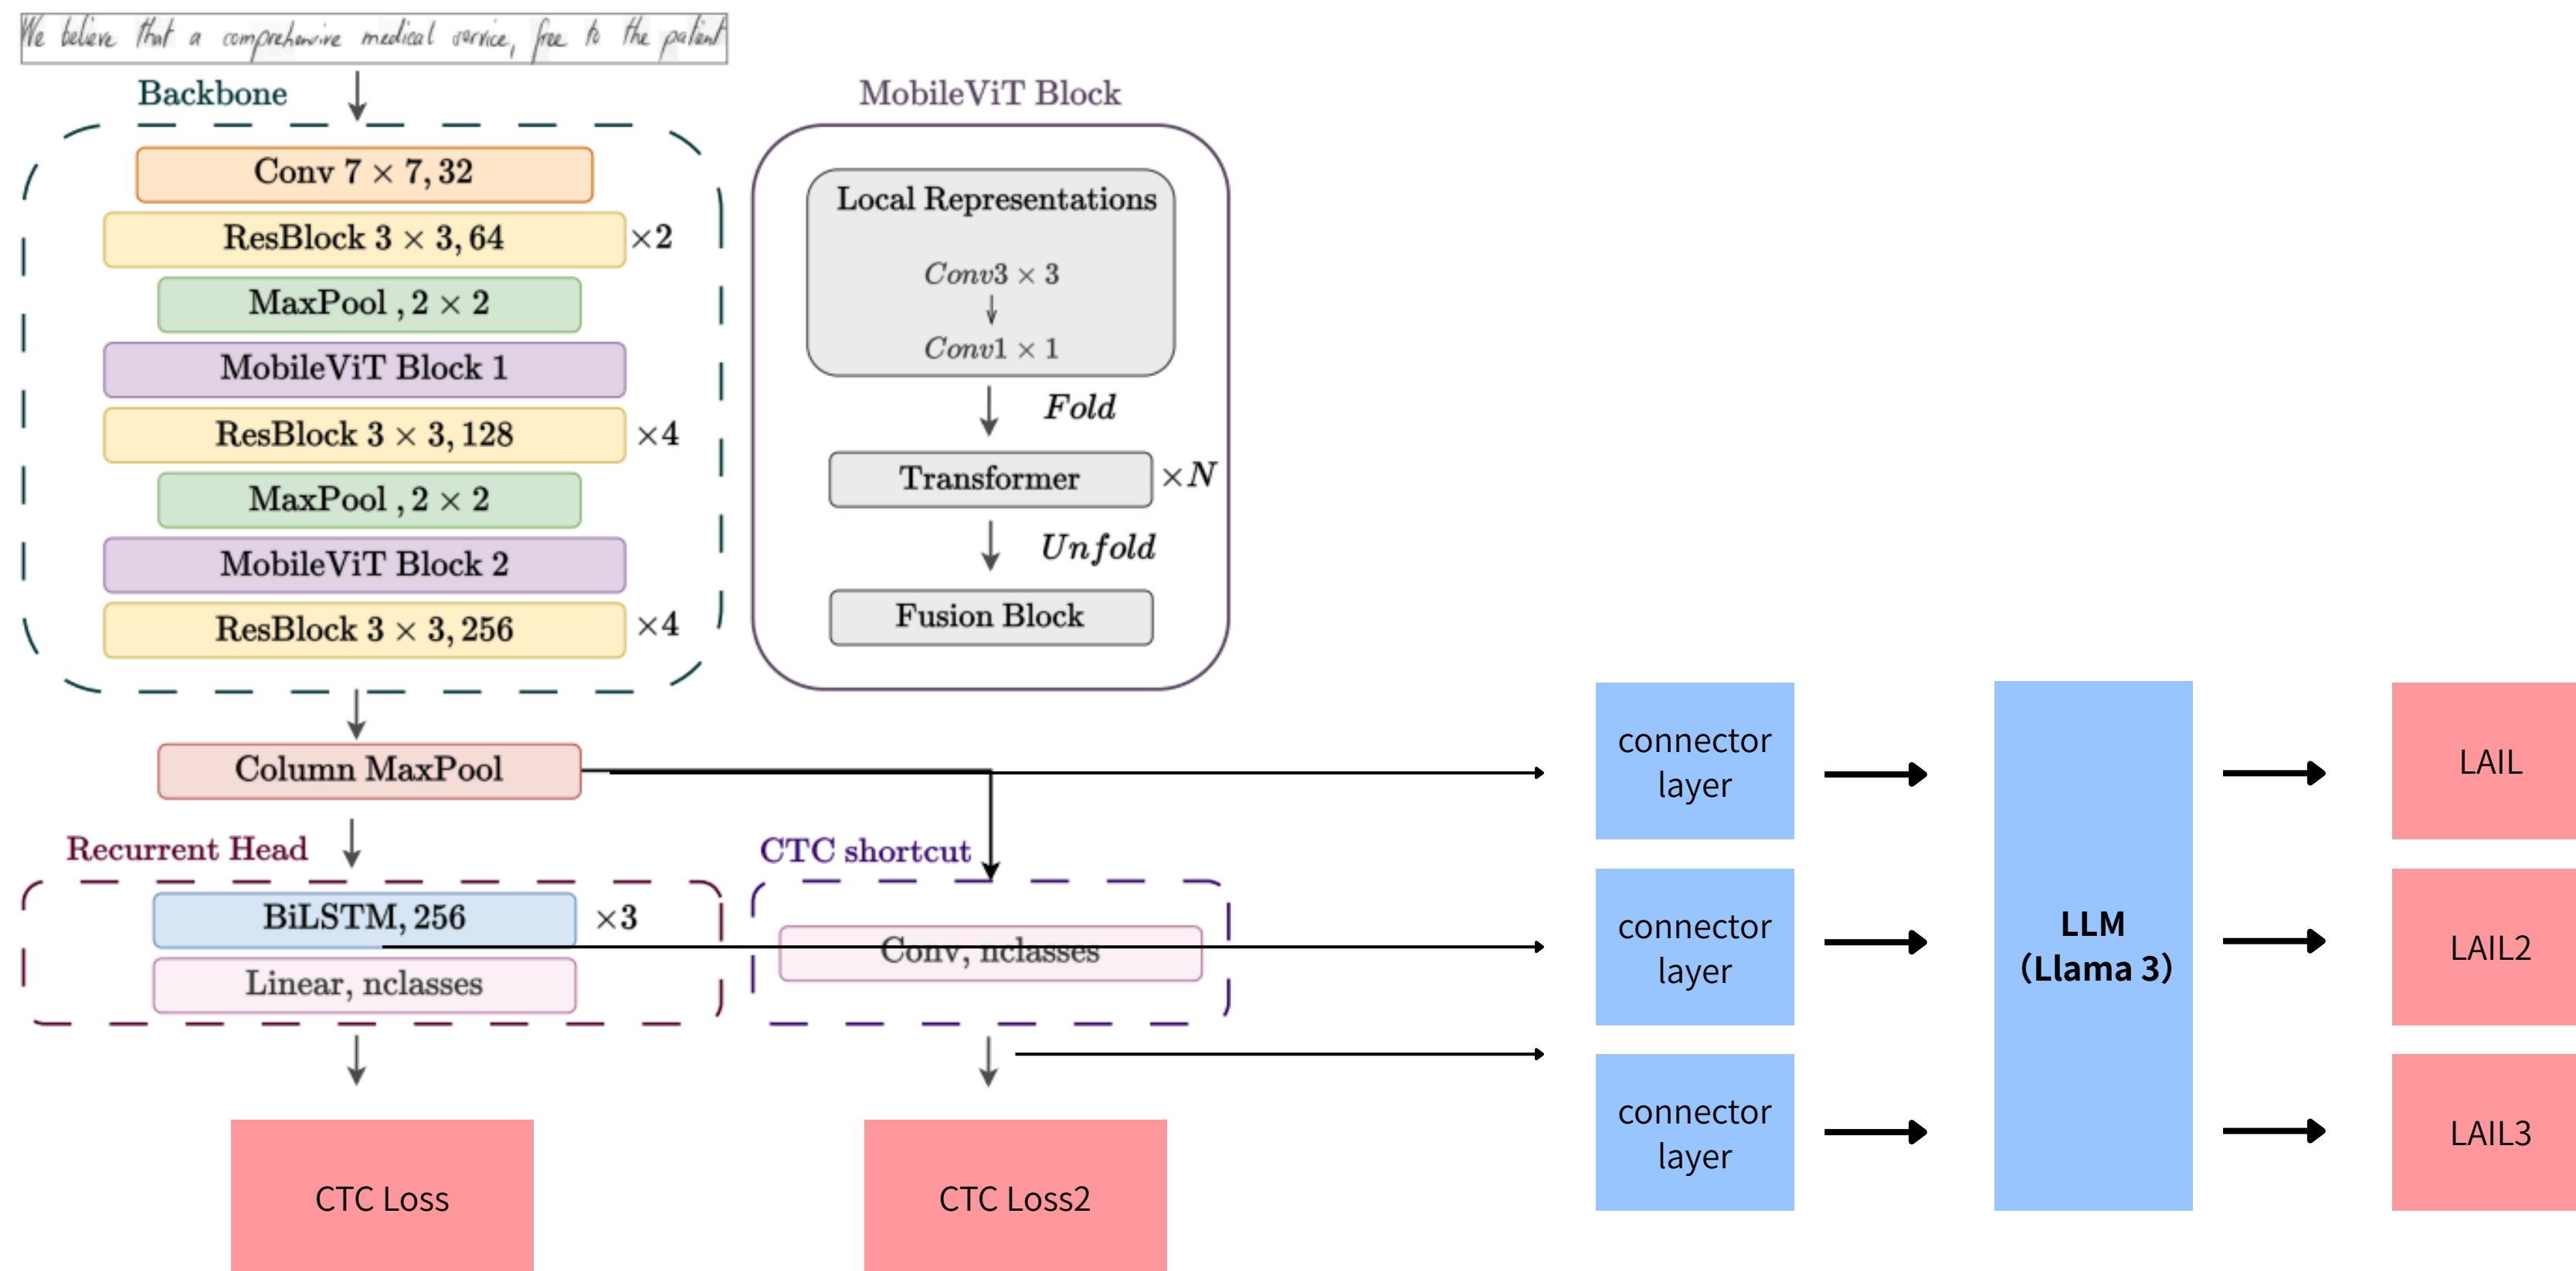 We believe that a comprehensive medical service, free to the patient
Backbone
Conv 7 × 7, 32
ResBlock 3 × 3, 64 ×2
MaxPool , 2 × 2
MobileViT Block 1
ResBlock 3 × 3, 128 ×4
MaxPool , 2 × 2
MobileViT Block 2
ResBlock 3 × 3, 256 ×4
MobileViT Block
Local Representations
Conv3 × 3
Conv1 × 1
Fold
Transformer ×N
Unfold
Fusion Block
Column MaxPool
Recurrent Head
BiLSTM, 256 ×3
Linear, nclasses
CTC Loss
CTC shortcut
Conv, nclasses
CTC Loss2
connector
layer
connector
layer
connector
layer
LLM
(Llama 3)
LAIL
LAIL2
LAIL3